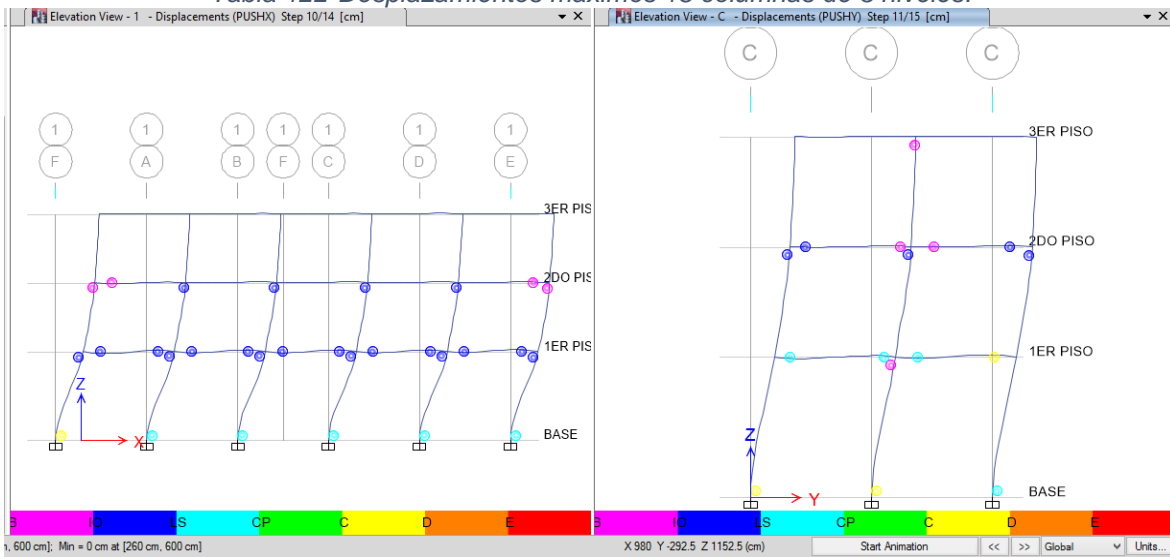 Tabla 422 Desplazamientos máximos 18 columnas de 3 niveles.
Elevation View - 1 - Displacements (PUSHX) Step 10/14 [cm]
1 1 1 1 1 1 1
F A B F C D E
3ER PIS
2DO PIS
1ER PIS
Z
X
BASE
B IO LS CP C D E
, 600 cm]; Min = 0 cm at [260 cm, 600 cm]
Elevation View - C - Displacements (PUSHY) Step 11/15 [cm]
C C C
3ER PISO
2DO PISO
1ER PISO
Z
Y
BASE
B IO LS CP C D E
X 980 Y -292.5 Z 1152.5 (cm)
Start Animation
<< >>
Global
Units...